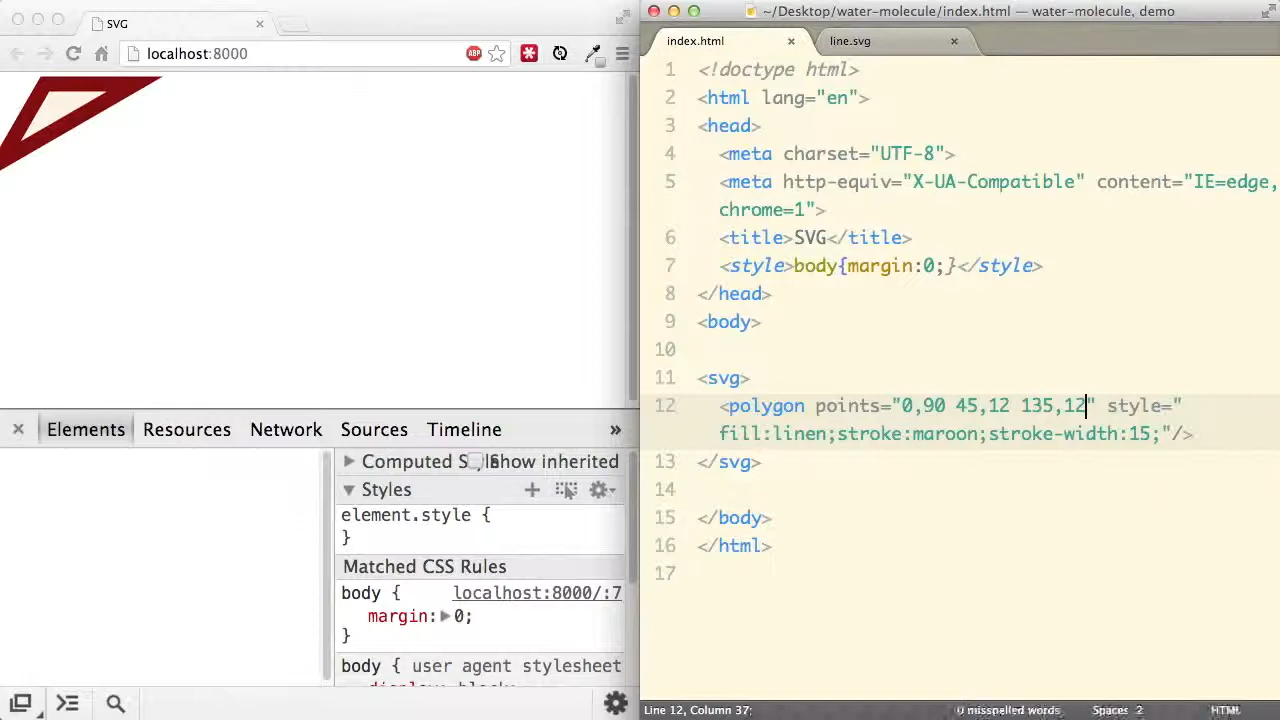 SVG
localhost:8000
ABP
Elements Resources Network Sources Timeline »
Show inherited
Styles
element.style {
}
Matched CSS Rules
body { localhost:8000/:7
margin: 0;
}
body { user agent stylesheet
~/Desktop/water-molecule/index.html — water-molecule, demo
index.html
line.svg
1 <!doctype html>
2 <html lang="en">
3 <head>
4 <meta charset="UTF-8">
5 <meta http-equiv="X-UA-Compatible" content="IE=edge,
chrome=1">
6 <title>SVG</title>
7 <style>body{margin:0;}</style>
8 </head>
9 <body>
10
11 <svg>
12 <polygon points="0,90 45,12 135,12" style="
fill:linen;stroke:maroon;stroke-width:15;"/>
13 </svg>
14
15 </body>
16 </html>
17
Line 12, Column 37; 0 misspelled words Spaces 2 HTML